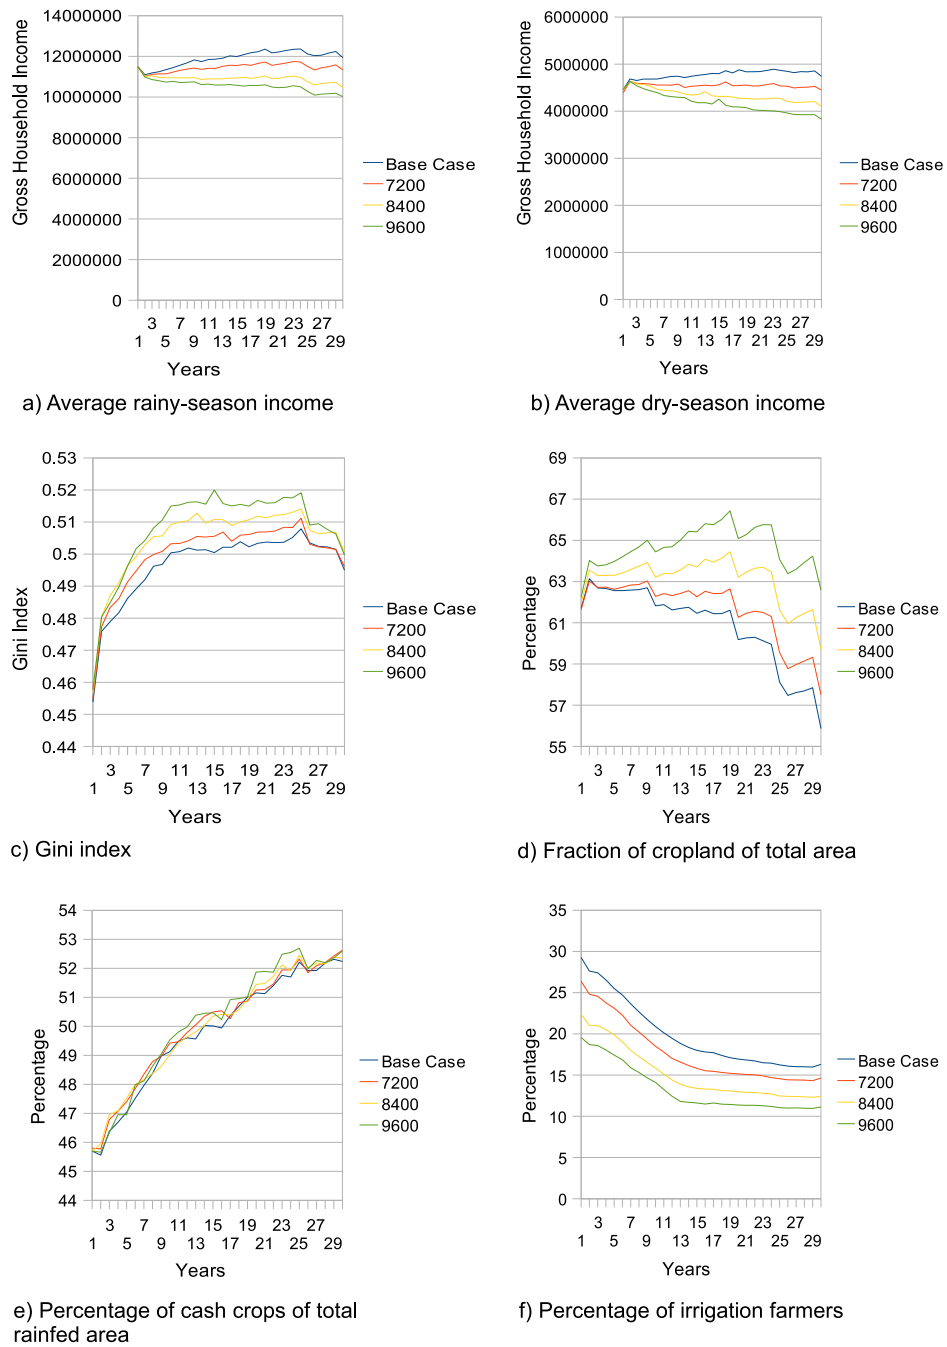 14000000
12000000
10000000
8000000
6000000
4000000
2000000
0
Gross Household Income
3 7 11 15 19 23 27
1 5 9 13 17 21 25 29
Years
Base Case
7200
8400
9600
a) Average rainy-season income
6000000
5000000
4000000
3000000
2000000
1000000
0
Gross Household Income
3 7 11 15 19 23 27
1 5 9 13 17 21 25 29
Years
Base Case
7200
8400
9600
b) Average dry-season income
0.53
0.52
0.51
0.5
0.49
0.48
0.47
0.46
0.45
0.44
Gini Index
3 7 11 15 19 23 27
1 5 9 13 17 21 25 29
Years
Base Case
7200
8400
9600
c) Gini index
69
67
65
63
61
59
57
55
Percentage
3 7 11 15 19 23 27
1 5 9 13 17 21 25 29
Years
Base Case
7200
8400
9600
d) Fraction of cropland of total area
54
53
52
51
50
49
48
47
46
45
44
Percentage
3 7 11 15 19 23 27
1 5 9 13 17 21 25 29
Years
Base Case
7200
8400
9600
e) Percentage of cash crops of total
rainfed area
35
30
25
20
15
10
5
0
Percentage
3 7 11 15 19 23 27
1 5 9 13 17 21 25 29
Years
Base Case
7200
8400
9600
f) Percentage of irrigation farmers